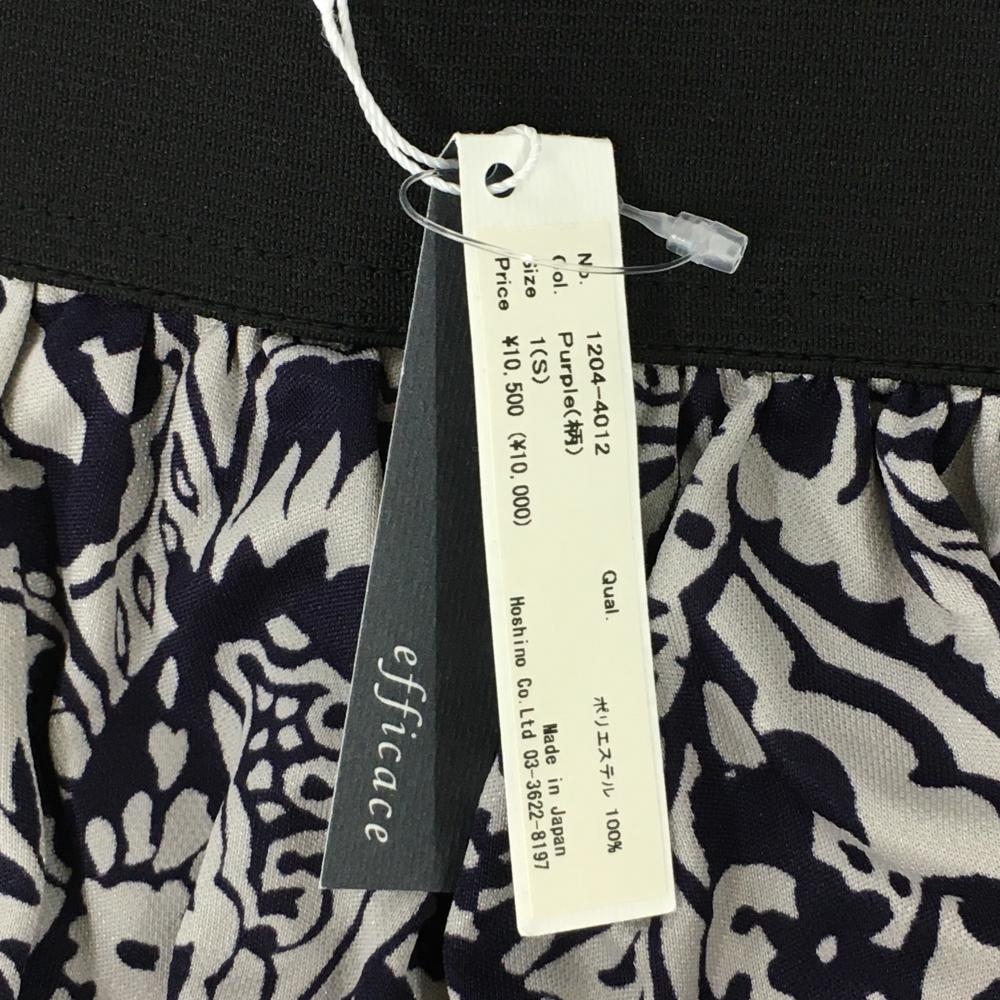 No. 1204-4012
Col. Purple(柄)
Size 1(S)
Price ¥10,500 (¥10,000)
Qual. ポリエステル 100%
Made in Japan
Hoshino Co.Ltd 03-3622-8197
efficace